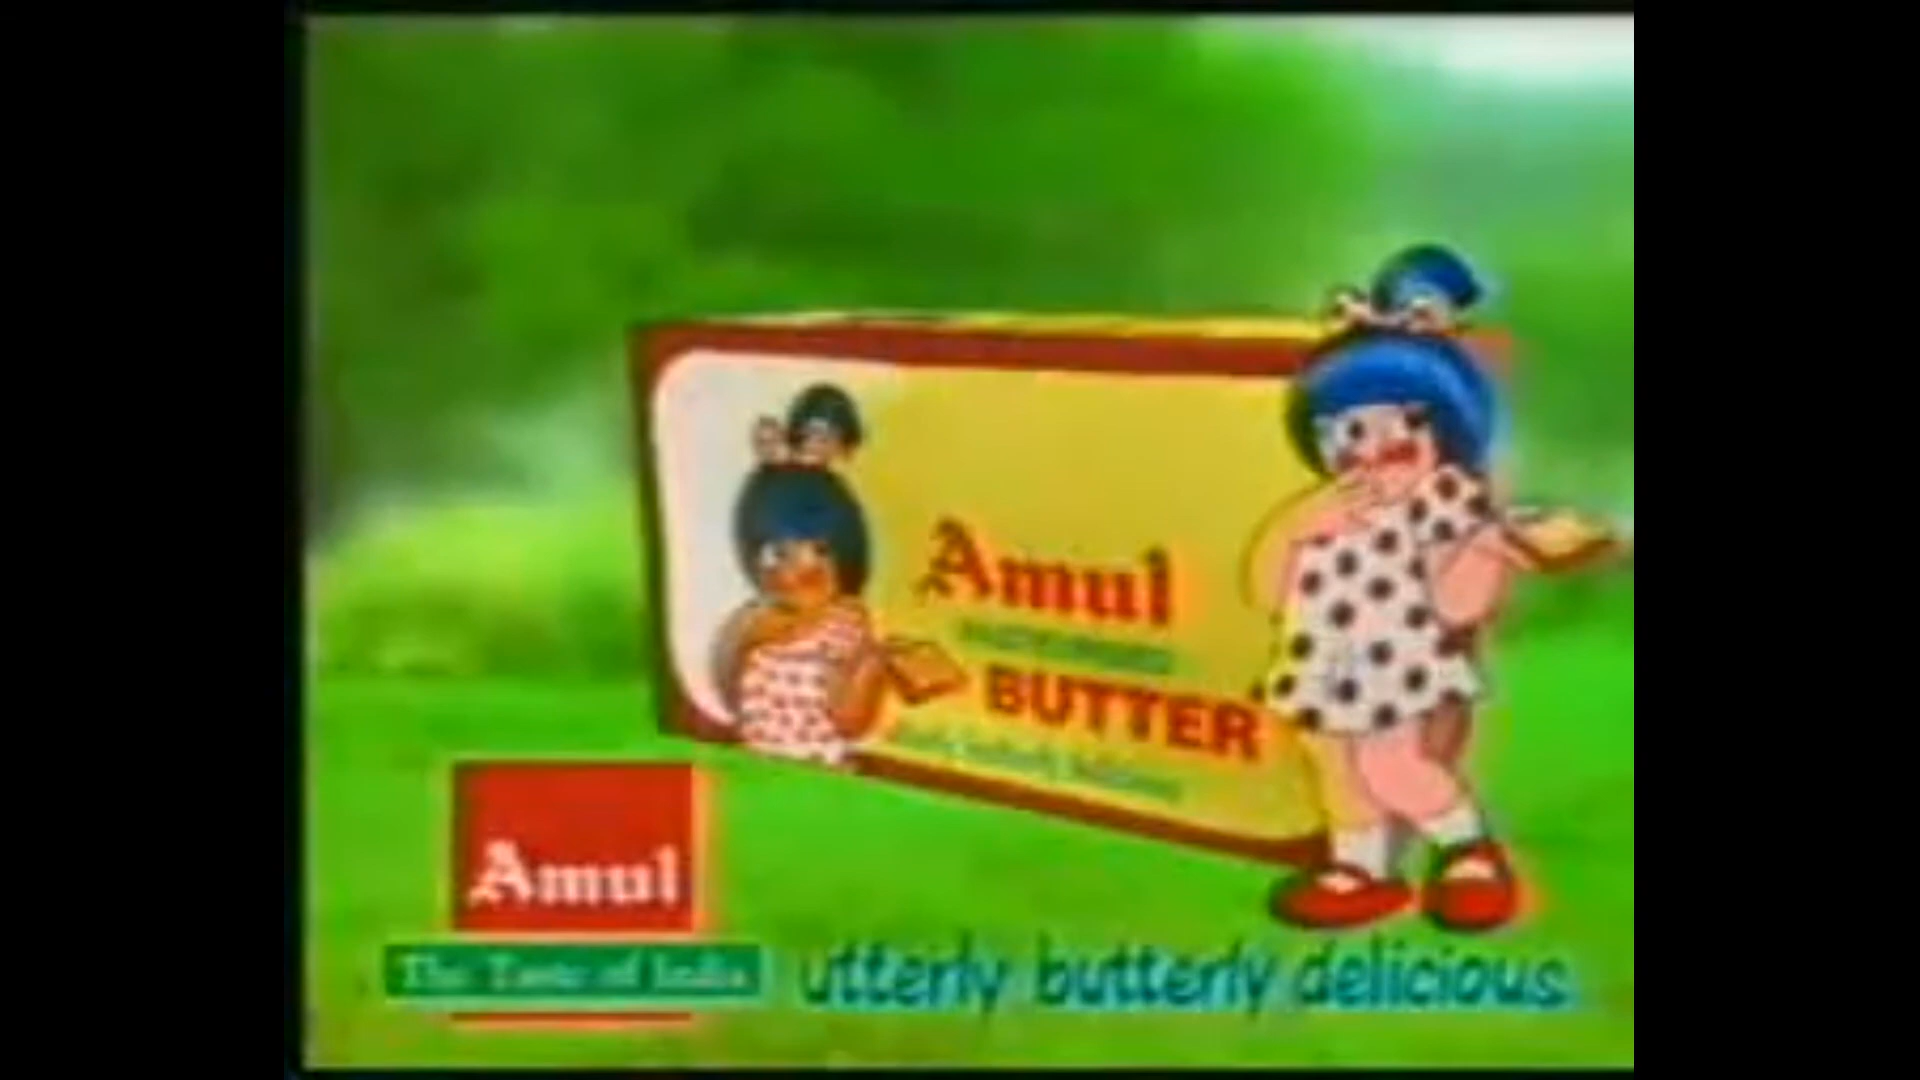 Amul
BUTTER
Amul
The Taste of India
utterly butterly delicious